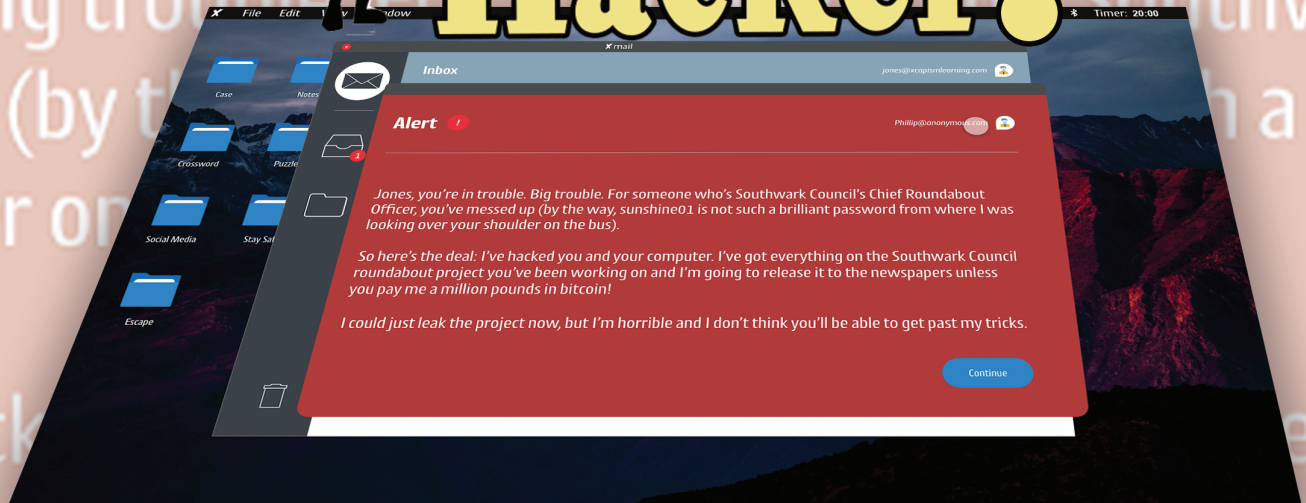 File Edit View Window
Timer: 20:00
Hacker!
mail
Inbox
jones@xcapismlearning.com
Alert !
Phillip@anonymous.com
1
Jones, you're in trouble. Big trouble. For someone who's Southwark Council's Chief Roundabout
Officer, you've messed up (by the way, sunshine01 is not such a brilliant password from where I was
looking over your shoulder on the bus).
So here's the deal: I've hacked you and your computer. I've got everything on the Southwark Council
roundabout project you've been working on and I'm going to release it to the newspapers unless
you pay me a million pounds in bitcoin!
I could just leak the project now, but I'm horrible and I don't think you'll be able to get past my tricks.
Continue
Case
Notes
Crossword
Puzzle
Social Media
Stay Saf
Escape